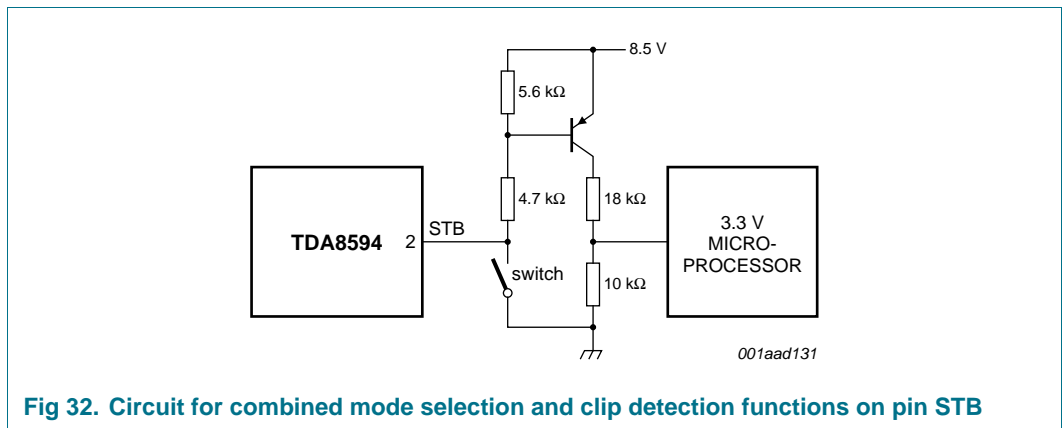 8.5 V
5.6 kΩ
4.7 kΩ
18 kΩ
TDA8594
2
STB
3.3 V
MICRO-
PROCESSOR
switch
10 kΩ
001aad131
Fig 32. Circuit for combined mode selection and clip detection functions on pin STB